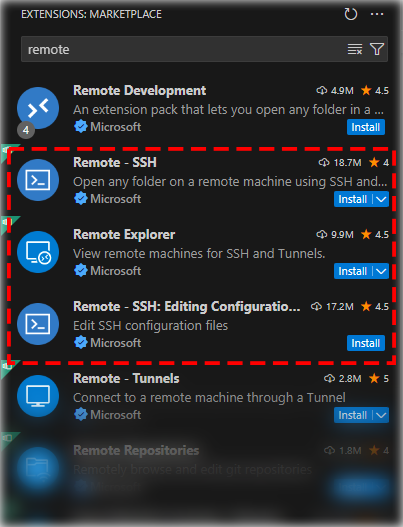 EXTENSIONS: MARKETPLACE
remote
Remote Development 4.9M ★ 4.5
An extension pack that lets you open any folder in a ...
Microsoft Install
4
Remote - SSH 18.7M ★ 4
Open any folder on a remote machine using SSH and...
Microsoft Install
Remote Explorer 9.9M ★ 4.5
View remote machines for SSH and Tunnels.
Microsoft Install
Remote - SSH: Editing Configuratio... 17.2M ★ 4.5
Edit SSH configuration files
Microsoft Install
Remote - Tunnels 2.8M ★ 5
Connect to a remote machine through a Tunnel
Microsoft Install
Remote Repositories 1.8M ★ 4
Remotely browse and edit git repositories